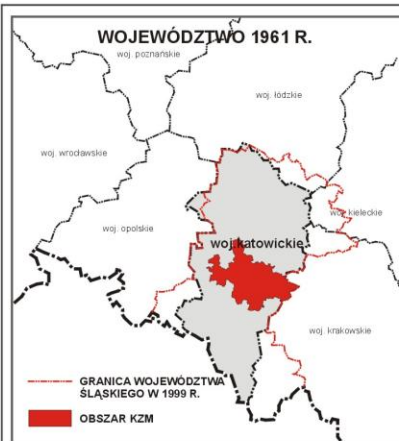 WOJEWÓDZTWO 1961 R.
woj. poznańskie
woj. łódzkie
woj. wrocławskie
woj. kieleckie
woj. opolskie
woj. katowickie
woj. krakowskie
GRANICA WOJEWÓDZTWA
ŚLĄSKIEGO W 1999 R.
OBSZAR KZM